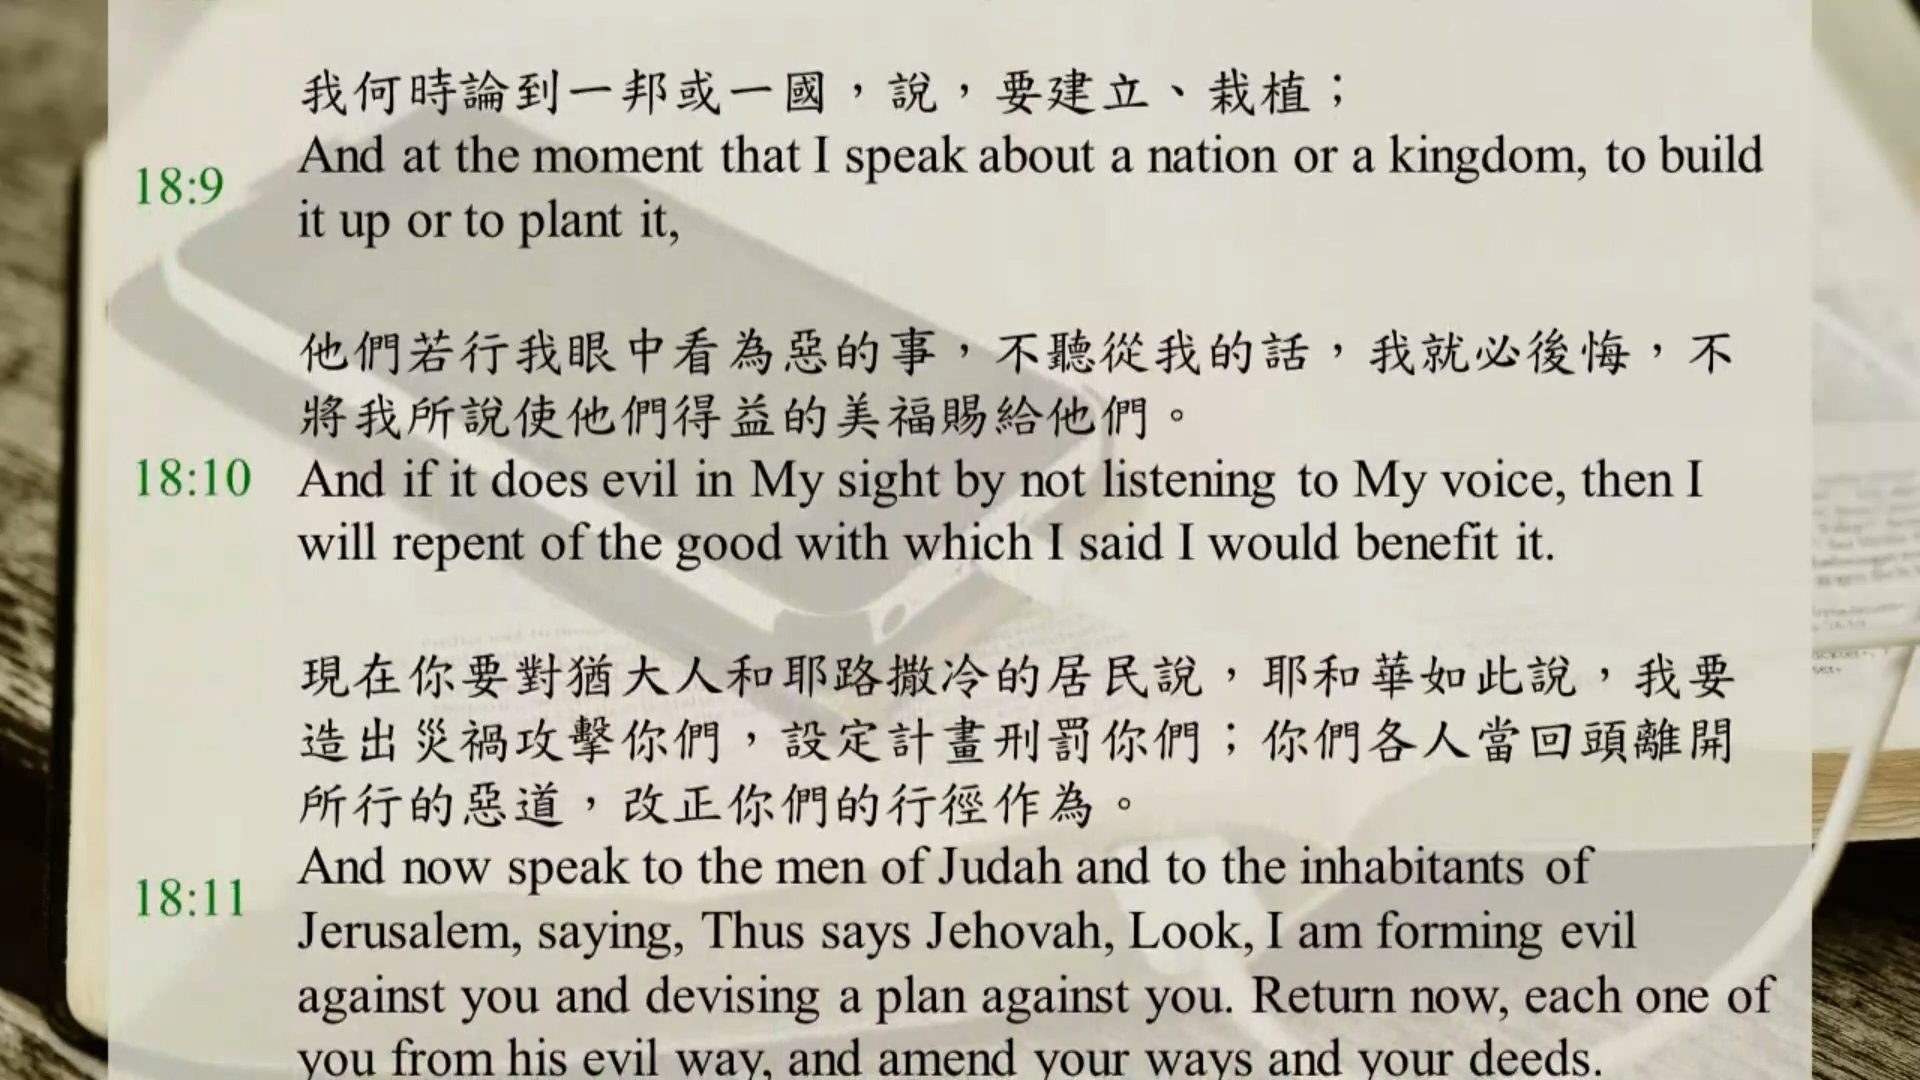 我何時論到一邦或一國，說，要建立、栽植；
18:9 And at the moment that I speak about a nation or a kingdom, to build
it up or to plant it,
他們若行我眼中看為惡的事，不聽從我的話，我就必後悔，不
將我所說使他們得益的美福賜給他們。
18:10 And if it does evil in My sight by not listening to My voice, then I
will repent of the good with which I said I would benefit it.
現在你要對猶大人和耶路撒冷的居民說，耶和華如此說，我要
造出災禍攻擊你們，設定計畫刑罰你們；你們各人當回頭離開
所行的惡道，改正你們的行徑作為。
And now speak to the men of Judah and to the inhabitants of
18:11 Jerusalem, saying, Thus says Jehovah, Look, I am forming evil
against you and devising a plan against you. Return now, each one of
you from his evil way, and amend your ways and your deeds.